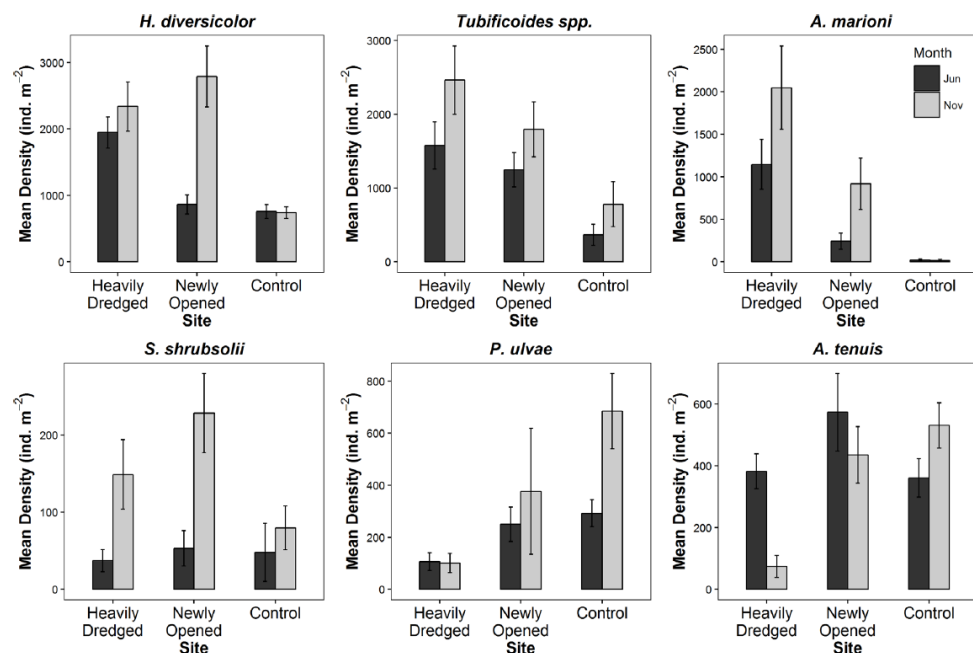 H. diversicolor
Mean Density (ind. m⁻²)
3000
2000
1000
0
Heavily Dredged
Newly Opened
Control
Site
Tubificoides spp.
Mean Density (ind. m⁻²)
3000
2000
1000
0
Heavily Dredged
Newly Opened
Control
Site
A. marioni
Mean Density (ind. m⁻²)
2500
2000
1500
1000
500
0
Month
Jun
Nov
Heavily Dredged
Newly Opened
Control
Site
S. shrubsolii
Mean Density (ind. m⁻²)
200
100
0
Heavily Dredged
Newly Opened
Control
Site
P. ulvae
Mean Density (ind. m⁻²)
800
600
400
200
0
Heavily Dredged
Newly Opened
Control
Site
A. tenuis
Mean Density (ind. m⁻²)
600
400
200
0
Heavily Dredged
Newly Opened
Control
Site